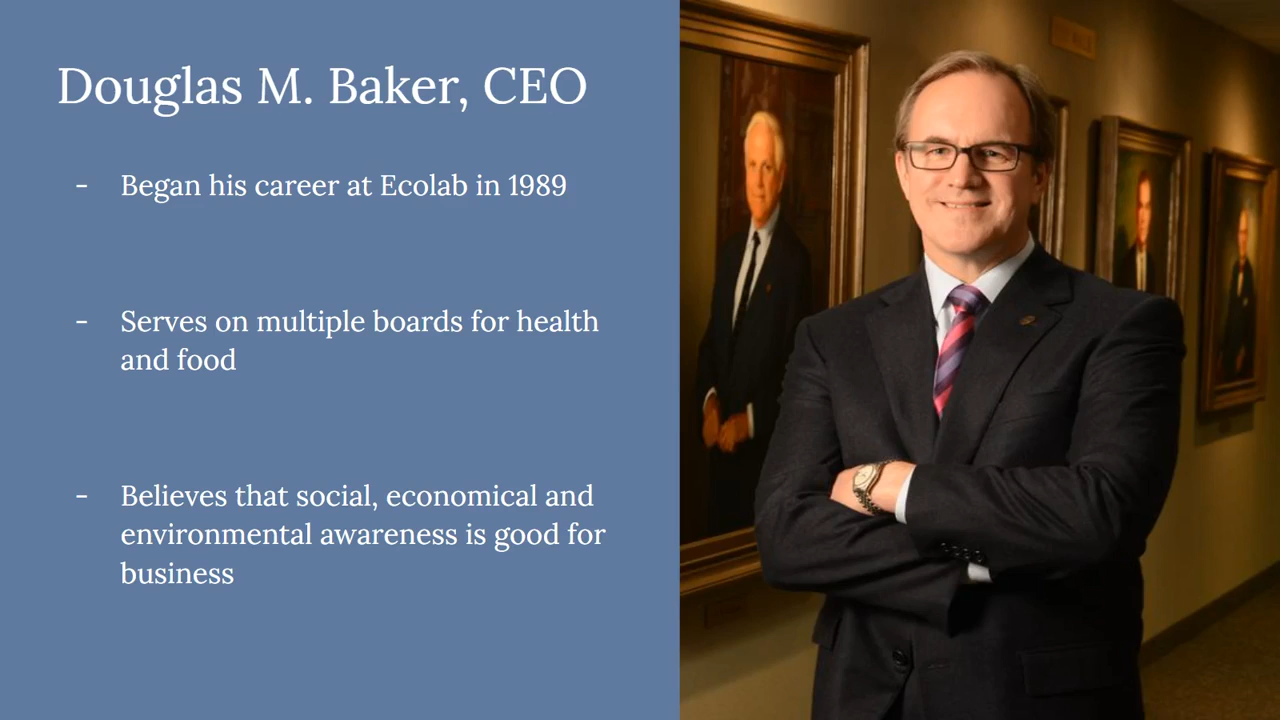 Douglas M. Baker, CEO
- Began his career at Ecolab in 1989
- Serves on multiple boards for health
and food
- Believes that social, economical and
environmental awareness is good for
business